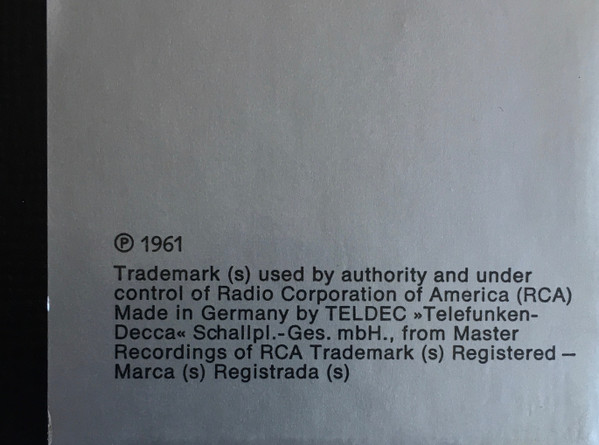 ℗ 1961
Trademark (s) used by authority and under
control of Radio Corporation of America (RCA)
Made in Germany by TELDEC »Telefunken-
Decca« Schallpl.-Ges. mbH., from Master
Recordings of RCA Trademark (s) Registered —
Marca (s) Registrada (s)